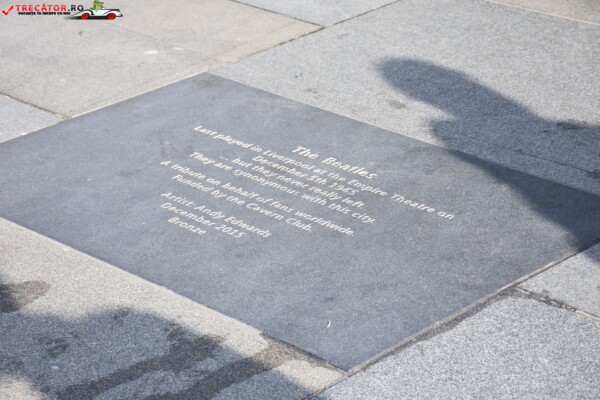 TRECĂTOR.RO
The Beatles
Last played in Liverpool at the Empire Theatre on
December 5th 1965
... but they never really left.
They are synonymous with this city.
A tribute on behalf of fans worldwide.
Funded by the Cavern Club.
Artist: Andy Edwards
December 2015
Bronze